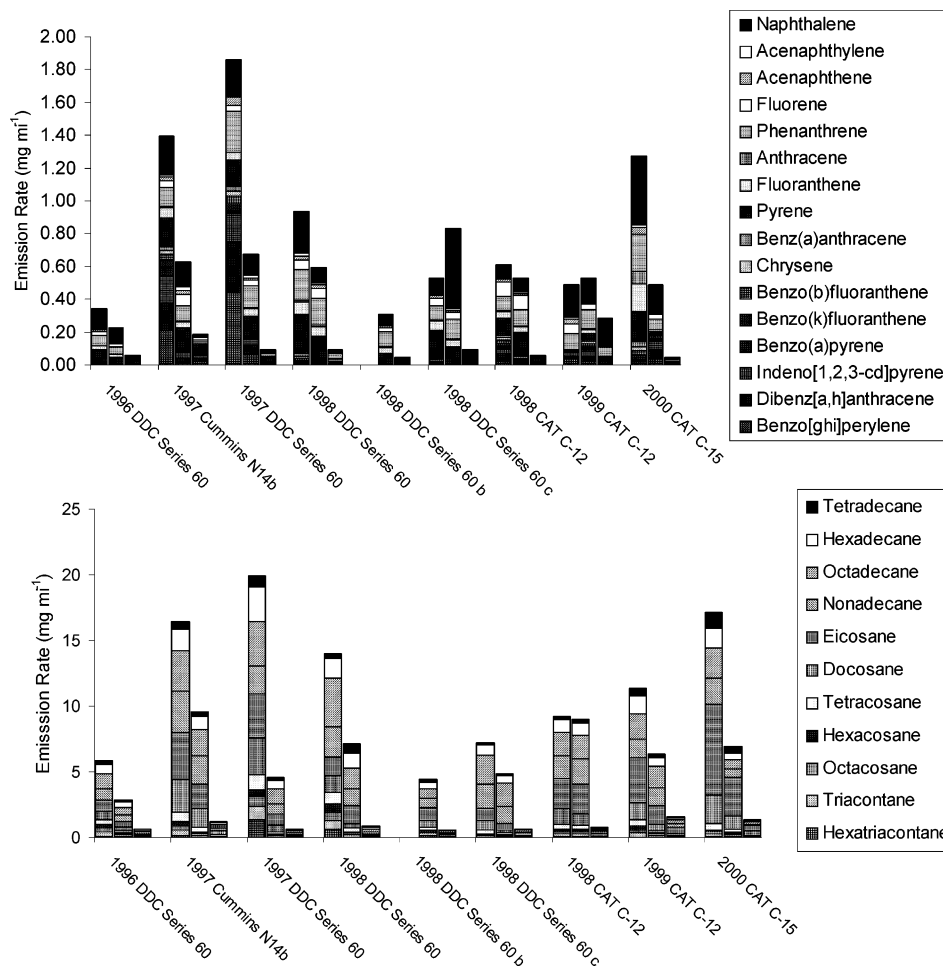 Emission Rate (mg mi⁻¹)
2.00
1.80
1.60
1.40
1.20
1.00
0.80
0.60
0.40
0.20
0.00
1996 DDC Series 60
1997 Cummins N14b
1997 DDC Series 60
1998 DDC Series 60
1998 DDC Series 60 b
1998 DDC Series 60 c
1998 CAT C-12
1999 CAT C-12
2000 CAT C-15
Naphthalene
Acenaphthylene
Acenaphthene
Fluorene
Phenanthrene
Anthracene
Fluoranthene
Pyrene
Benz(a)anthracene
Chrysene
Benzo(b)fluoranthene
Benzo(k)fluoranthene
Benzo(a)pyrene
Indeno[1,2,3-cd]pyrene
Dibenz[a,h]anthracene
Benzo[ghi]perylene
Emisssion Rate (mg mi⁻¹)
25
20
15
10
5
0
1996 DDC Series 60
1997 Cummins N14b
1997 DDC Series 60
1998 DDC Series 60
1998 DDC Series 60 b
1998 DDC Series 60 c
1998 CAT C-12
1999 CAT C-12
2000 CAT C-15
Tetradecane
Hexadecane
Octadecane
Nonadecane
Eicosane
Docosane
Tetracosane
Hexacosane
Octacosane
Triacontane
Hexatriacontane